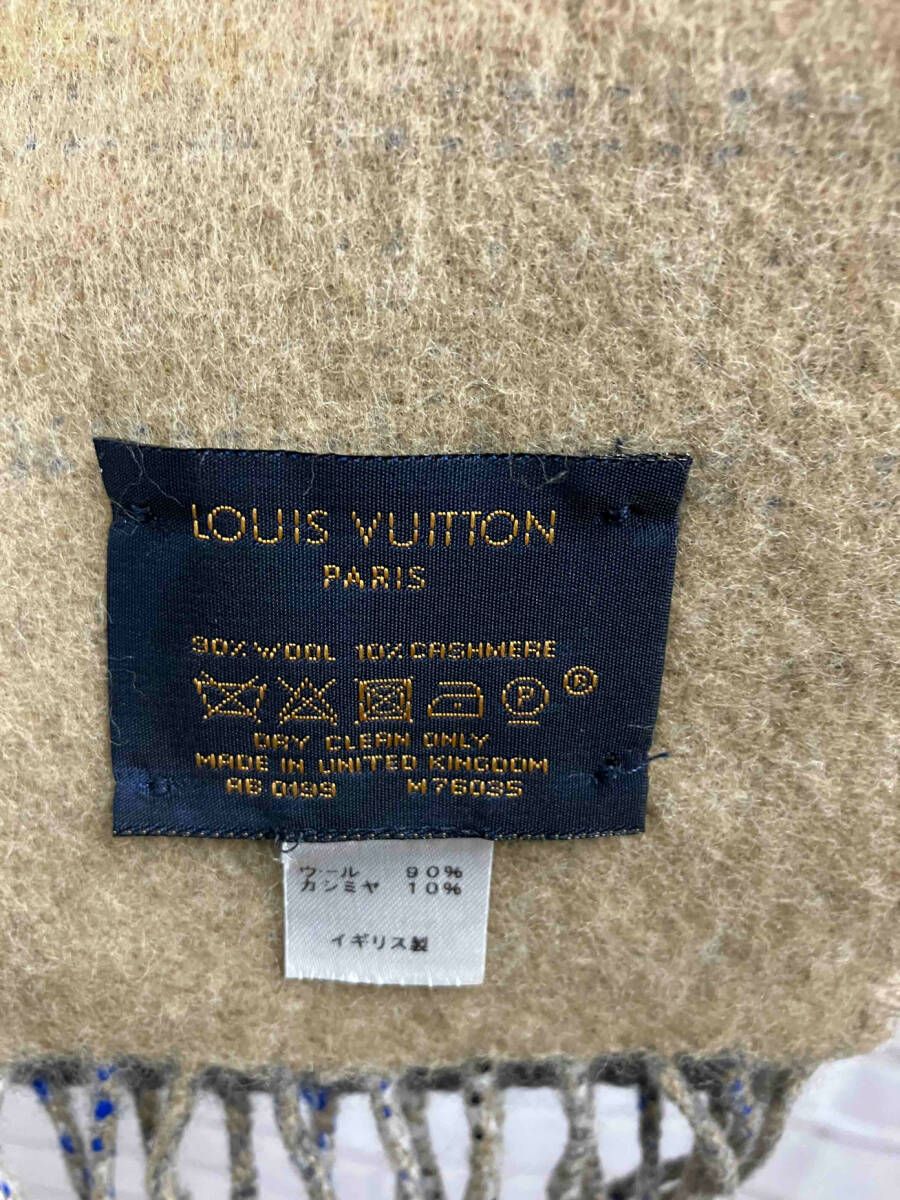 LOUIS VUITTON
PARIS
90% WOOL 10% CASHMERE
P ®
DRY CLEAN ONLY
MADE IN UNITED KINGDOM
AB 0199 M76035
ウール 90%
カシミヤ 10%
イギリス製